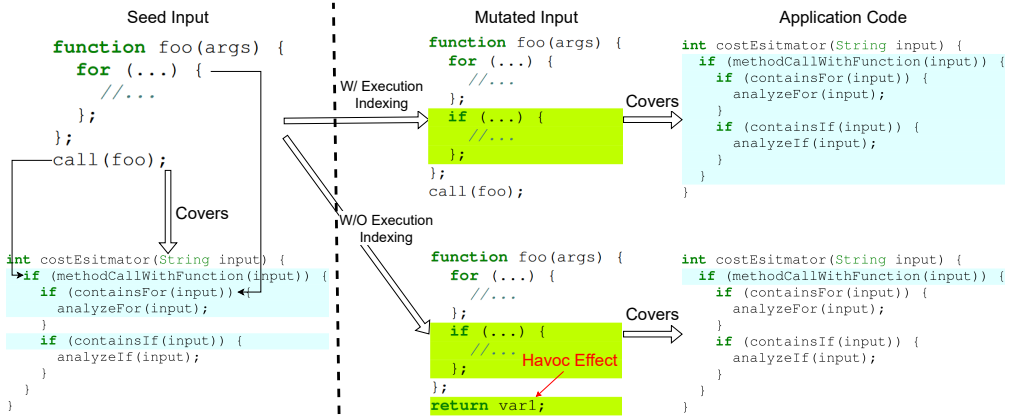 Seed Input
function foo(args) {
for (...) {
//...
};
};
call(foo);
Covers
int costEsitmator(String input) {
if (methodCallWithFunction(input)) {
if (containsFor(input)) {
analyzeFor(input);
}
if (containsIf(input)) {
analyzeIf(input);
}
}
}
W/ Execution
Indexing
W/O Execution
Indexing
Mutated Input
function foo(args) {
for (...) {
//...
};
if (...) {
//...
};
};
call(foo);
Covers
Application Code
int costEsitmator(String input) {
if (methodCallWithFunction(input)) {
if (containsFor(input)) {
analyzeFor(input);
}
if (containsIf(input)) {
analyzeIf(input);
}
}
}
function foo(args) {
for (...) {
//...
};
if (...) {
//...
};
};
return var1;
Havoc Effect
Covers
int costEsitmator(String input) {
if (methodCallWithFunction(input)) {
if (containsFor(input)) {
analyzeFor(input);
}
if (containsIf(input)) {
analyzeIf(input);
}
}
}